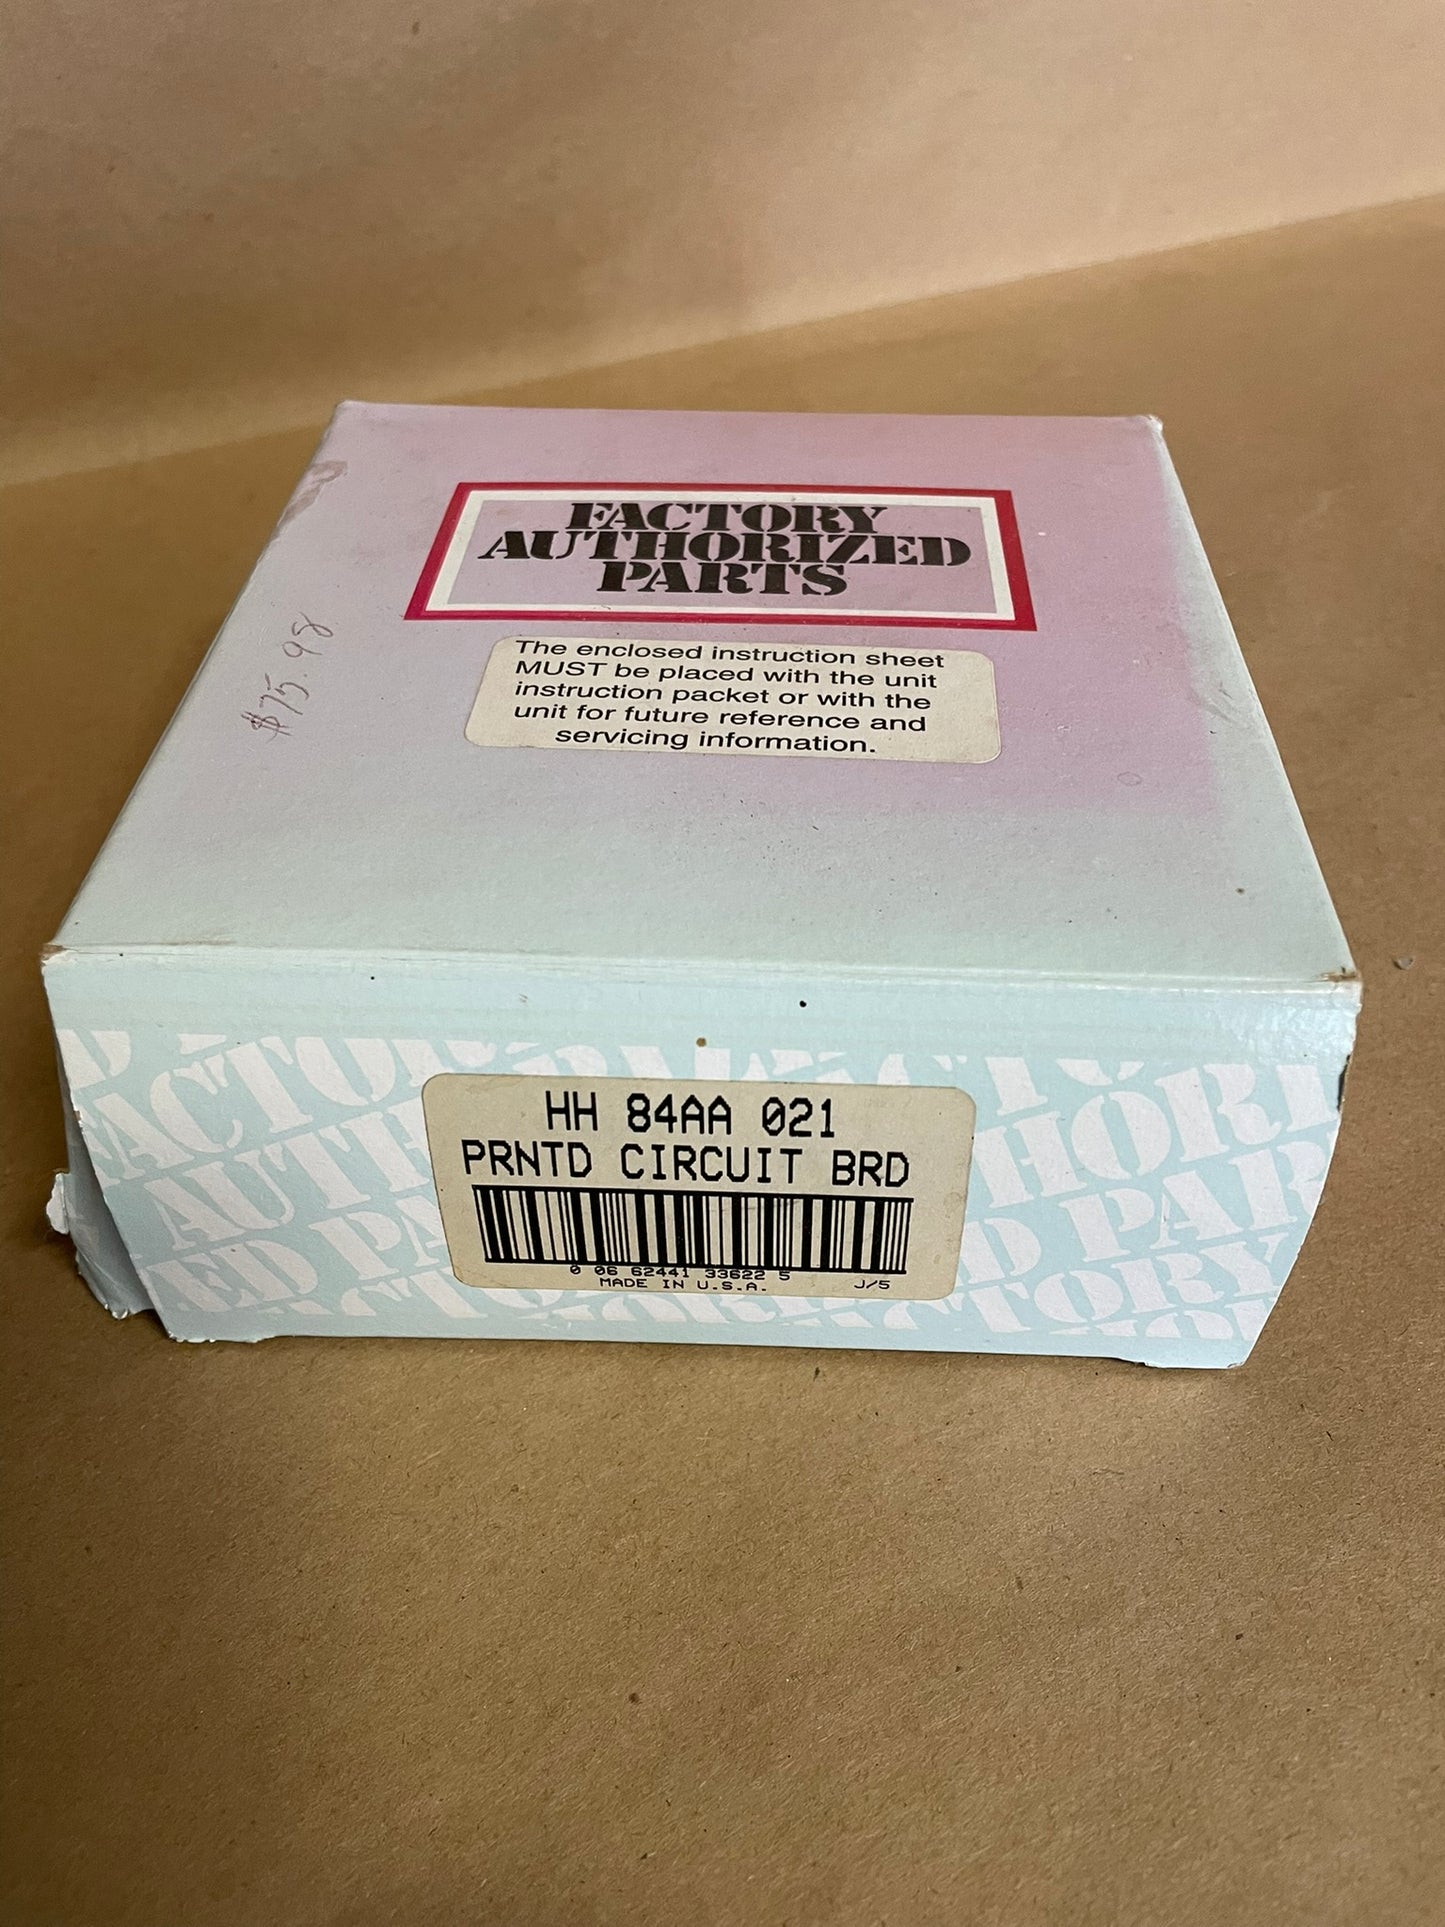 FACTORY
AUTHORIZED
PARTS
The enclosed instruction sheet
MUST be placed with the unit
instruction packet or with the
unit for future reference and
servicing information.
$75.98
HH 84AA 021
PRNTD CIRCUIT BRD
0 06 62441 33622 5
MADE IN U.S.A. J/5